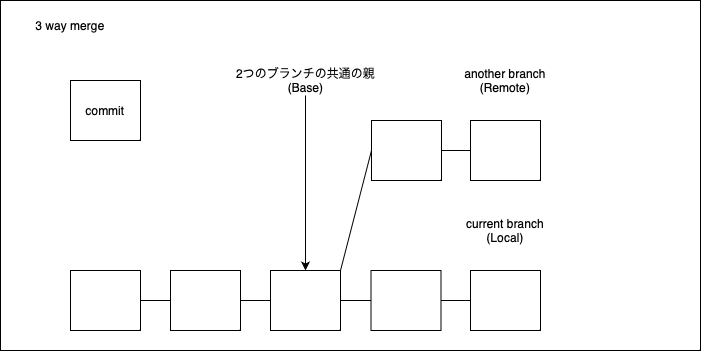 3 way merge
2つのブランチの共通の親
(Base)
another branch
(Remote)
commit
current branch
(Local)